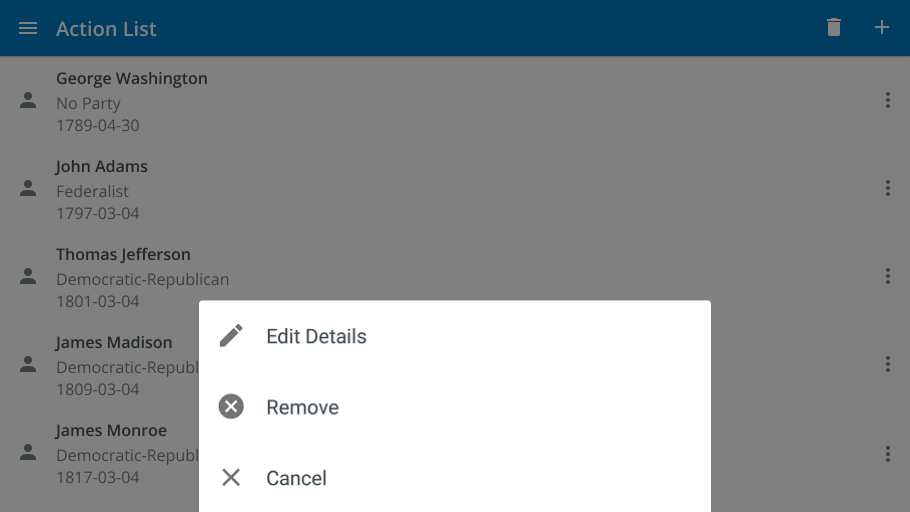 Action List
George Washington
No Party
1789-04-30
John Adams
Federalist
1797-03-04
Thomas Jefferson
Democratic-Republican
1801-03-04
James Madison
Democratic-Republ
1809-03-04
James Monroe
Democratic-Republ
1817-03-04
Edit Details
Remove
Cancel